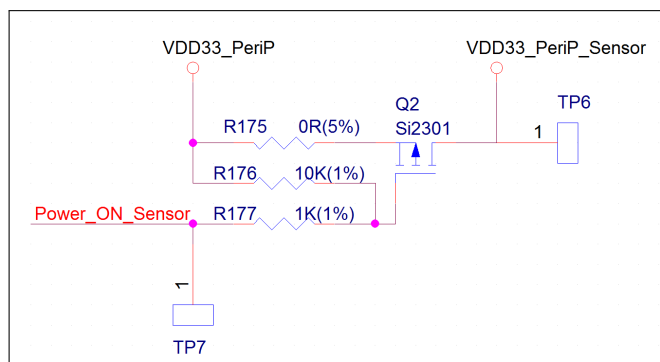 VDD33_PeriP
VDD33_PeriP_Sensor
Q2
Si2301
TP6
R175 0R(5%)
1
R176 10K(1%)
Power_ON_Sensor
R177 1K(1%)
1
TP7